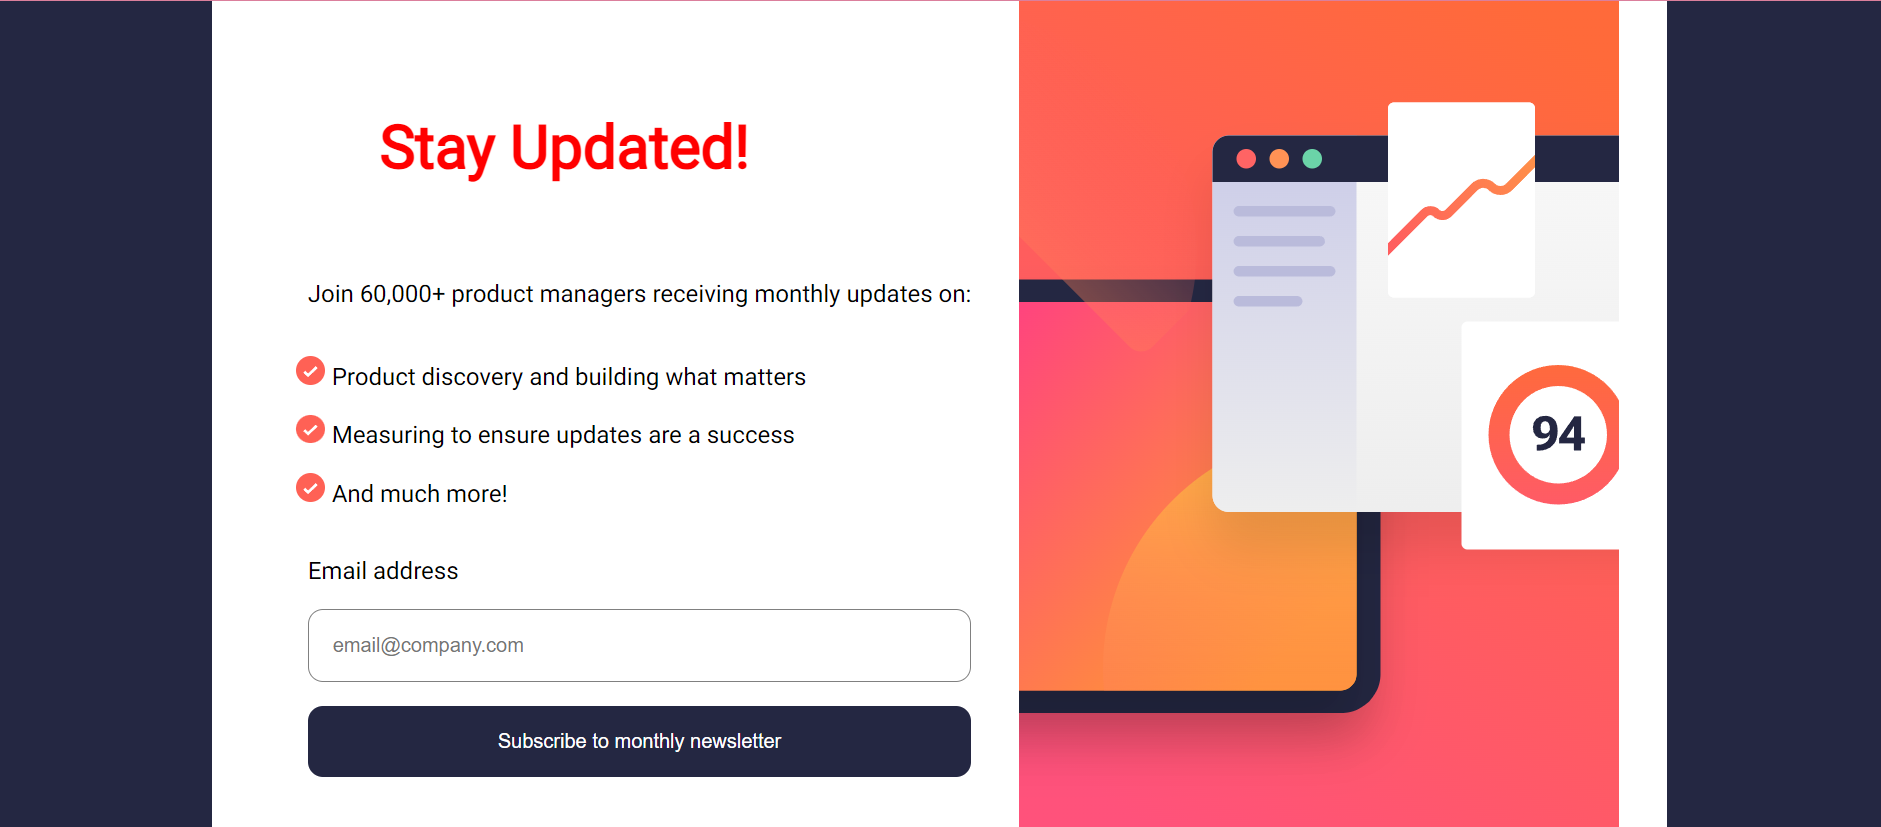 Stay Updated!
Join 60,000+ product managers receiving monthly updates on:
Product discovery and building what matters
Measuring to ensure updates are a success
And much more!
Email address
email@company.com
Subscribe to monthly newsletter
94